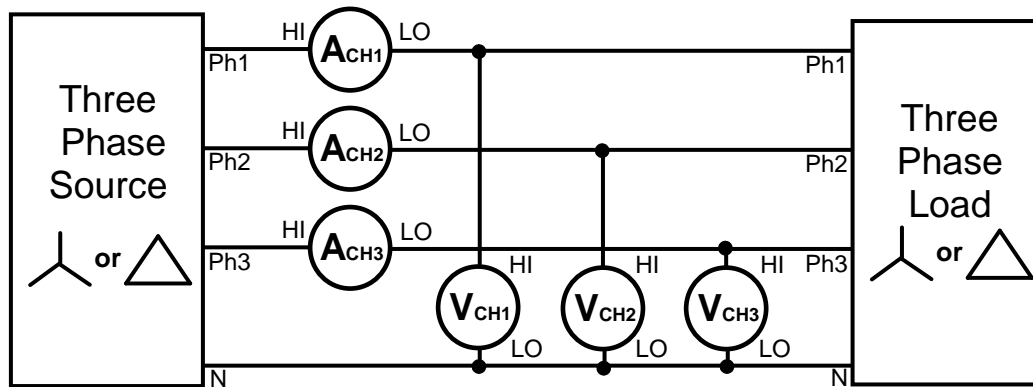 HI
ACH1
LO
Ph1
Ph1
Three
Phase
Source
or
HI
ACH2
LO
Ph2
Ph2
HI
ACH3
LO
Ph3
Ph3
Three
Phase
Load
or
HI
VCH1
LO
HI
VCH2
LO
HI
VCH3
LO
N
N